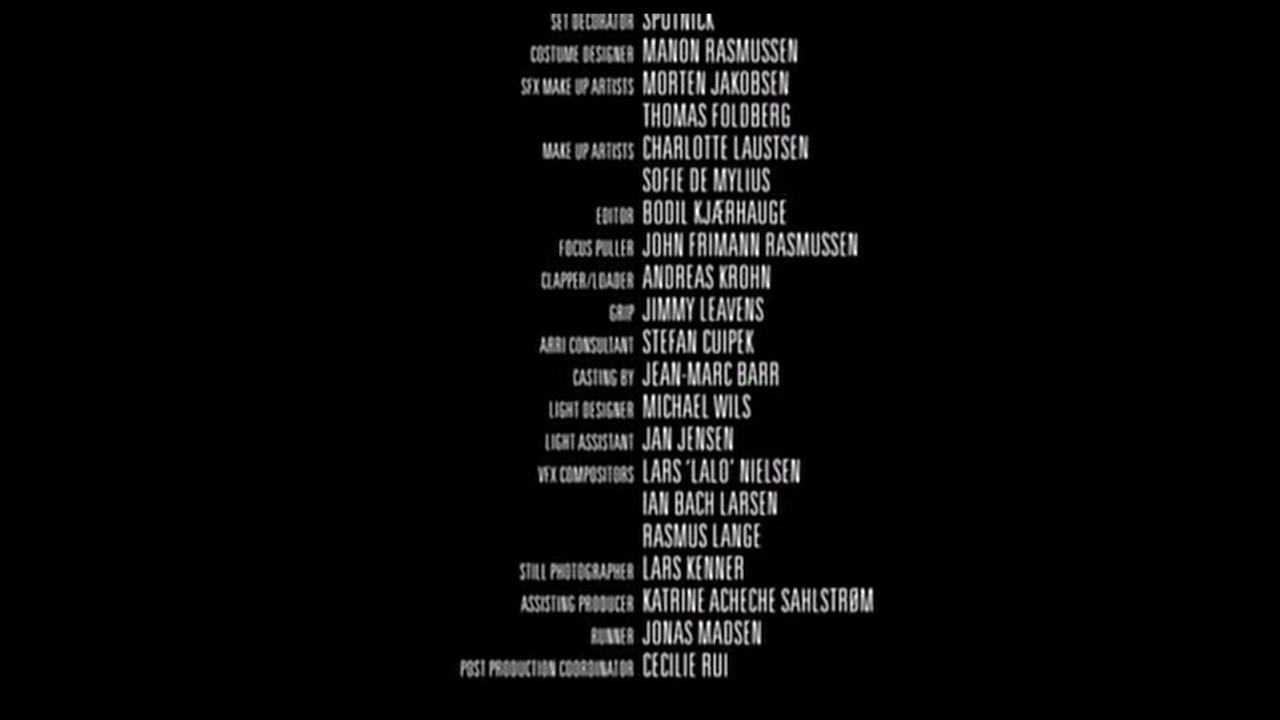 SET DECORATOR SPUTNICK
COSTUME DESIGNER MANON RASMUSSEN
SFX MAKE UP ARTISTS MORTEN JAKOBSEN
THOMAS FOLDBERG
MAKE UP ARTISTS CHARLOTTE LAUSTSEN
SOFIE DE MYLIUS
EDITOR BODIL KJÆRHAUGE
FOCUS PULLER JOHN FRIMANN RASMUSSEN
CLAPPER/LOADER ANDREAS KROHN
GRIP JIMMY LEAVENS
ARRI CONSULTANT STEFAN CUIPEK
CASTING BY JEAN-MARC BARR
LIGHT DESIGNER MICHAEL WILS
LIGHT ASSISTANT JAN JENSEN
VFX COMPOSITORS LARS 'LALO' NIELSEN
IAN BACH LARSEN
RASMUS LANGE
STILL PHOTOGRAPHER LARS KENNER
ASSISTING PRODUCER KATRINE ACHECHE SAHLSTRØM
RUNNER JONAS MADSEN
POST PRODUCTION COORDINATOR CECILIE RUI